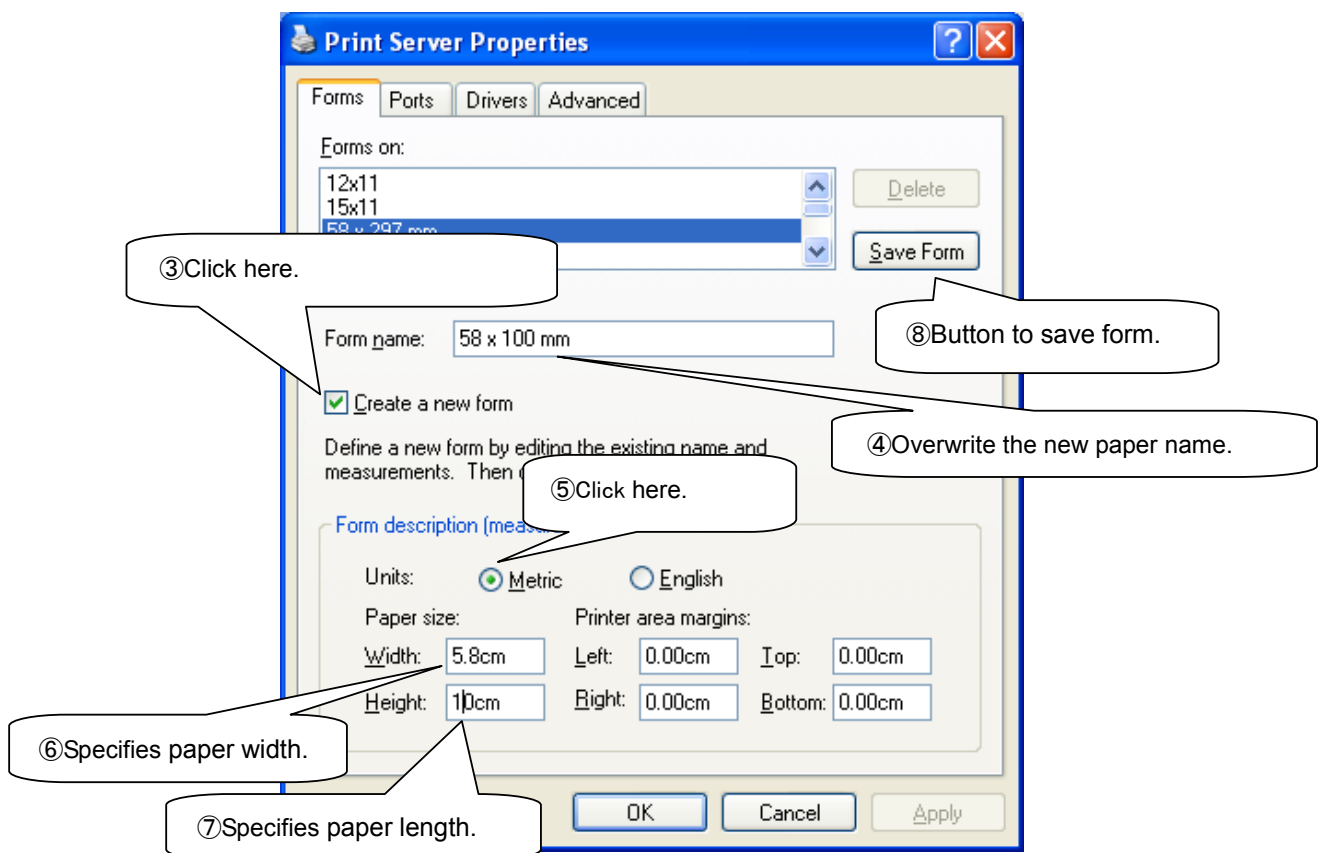 Print Server Properties
Forms Ports Drivers Advanced
Forms on:
12x11
15x11
58 x 297 mm
Delete
Save Form
③Click here.
⑧Button to save form.
Form name: 58 x 100 mm
Create a new form
④Overwrite the new paper name.
Define a new form by editing the existing name and
measurements. Then
⑤Click here.
Form description
Units: Metric English
Paper size: Printer area margins:
Width: 5.8cm Left: 0.00cm Top: 0.00cm
Height: 10cm Right: 0.00cm Bottom: 0.00cm
⑥Specifies paper width.
⑦Specifies paper length.
OK Cancel Apply